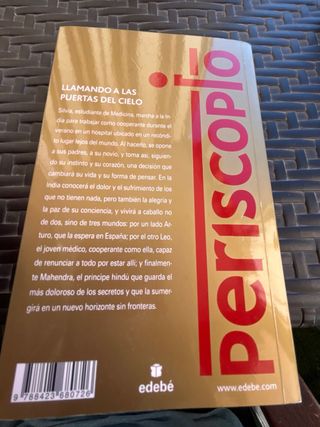 LLAMANDO A LAS
PUERTAS DEL CIELO
Silvia, estudiante de Medicina, marcha a la In-
dia para trabajar como cooperante durante el
verano en un hospital ubicado en un recóndi-
to lugar lejos del mundo. Al hacerlo, se opone
a sus padres, a su novio, y toma así, siguien-
do su instinto y su corazón, una decisión que
cambiará su vida y su forma de pensar. En la
India conocerá el dolor y el sufrimiento de los
que no tienen nada, pero también la alegría y
la paz de su conciencia, y vivirá a caballo no
de dos, sino de tres mundos: por un lado Ar-
turo, que la espera en España; por el otro Leo,
el joven médico, cooperante como ella, capaz
de renunciar a todo por estar allí; y finalmen-
te Mahendra, el príncipe hindú que guarda el
más doloroso de los secretos y que la sumer-
girá en un nuevo horizonte sin fronteras.
periscopio
edebé
www.edebe.com
9 788423 680726